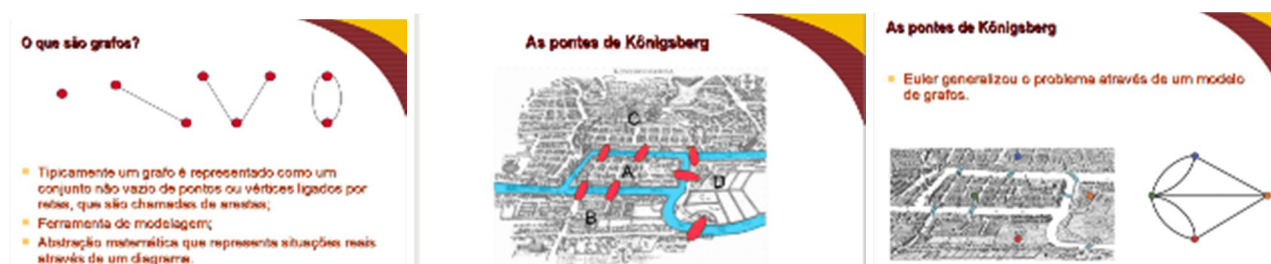 O que são grafos?
Tipicamente um grafo é representado como um
conjunto não vazio de pontos ou vértices ligados por
retas, que são chamadas de arestas;
Ferramenta de modelagem;
Abstração matemática que representa situações reais
através de um diagrama.
As pontes de Königsberg
C
A
D
B
As pontes de Königsberg
Euler generalizou o problema através de um modelo
de grafos.